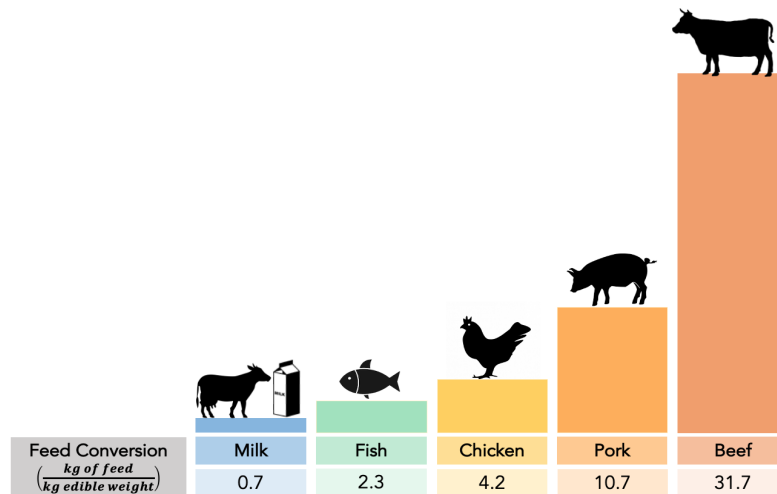 MILK
Feed Conversion
(kg of feed / kg edible weight)
Milk
Fish
Chicken
Pork
Beef
0.7
2.3
4.2
10.7
31.7